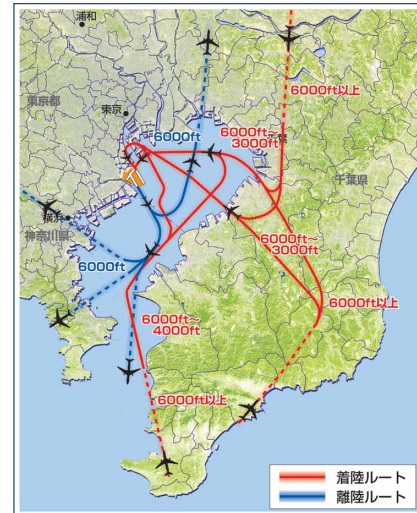 浦和
東京都
東京
6000ft以上
6000ft
6000ft～
3000ft
千葉
千葉県
横浜
神奈川県
6000ft
6000ft～
3000ft
6000ft以上
6000ft～
4000ft
6000ft以上
着陸ルート
離陸ルート